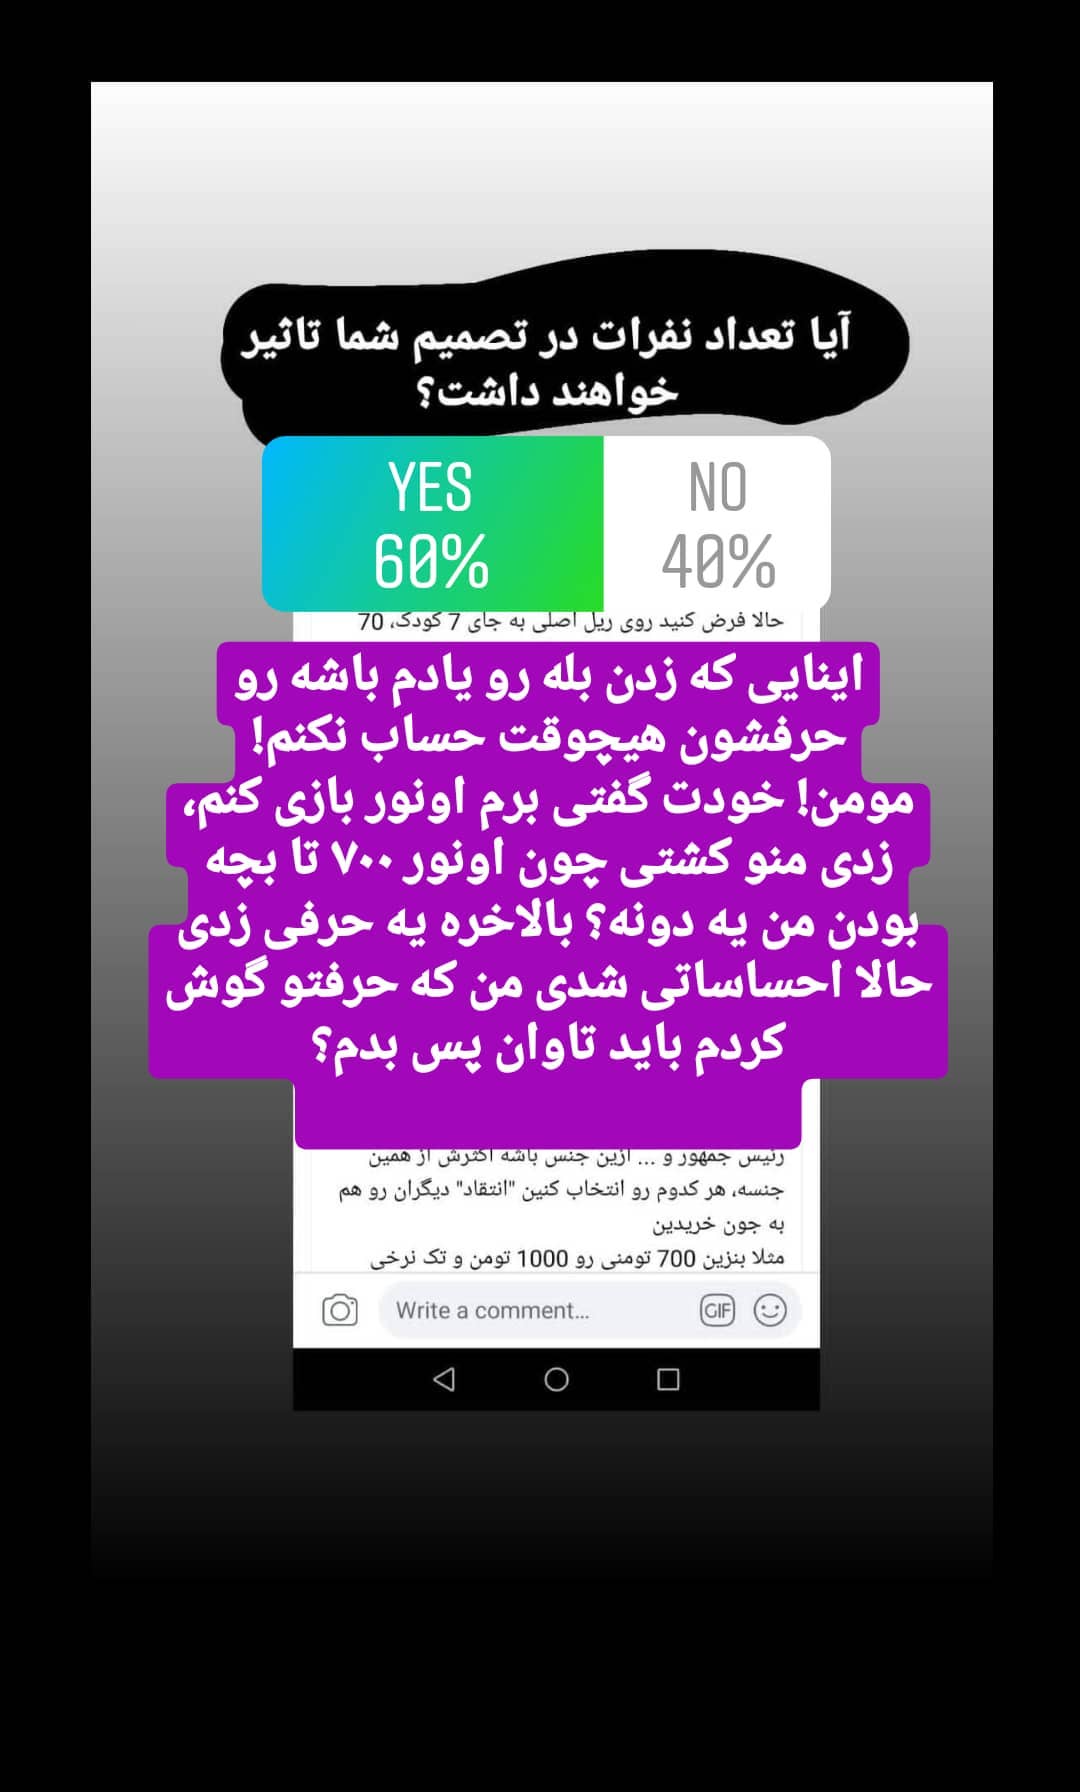 آیا تعداد نفرات در تصمیم شما تاثیر
خواهند داشت؟
YES
NO
60%
40%
حالا فرض کنید روی ریل اصلی به جای 7 کودک، 70
اینایی که زدن بله رو یادم باشه رو
حرفشون هیچوقت حساب نکنم!
مومن! خودت گفتی برم اونور بازی کنم،
زدی منو کشتی چون اونور ۷۰۰ تا بچه
بودن من یه دونه؟ بالاخره یه حرفی زدی
حالا احساساتی شدی من که حرفتو گوش
کردم باید تاوان پس بدم؟
رئیس جمهور و ... ازین جنس باشه اکثرش از همین
جنسه، هر کدوم رو انتخاب کنین "انتقاد" دیگران رو هم
به جون خریدین
مثلا بنزین 700 تومنی رو 1000 تومن و تک نرخی
Write a comment...
GIF